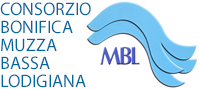 CONSORZIO
BONIFICA
MUZZA
BASSA
LODIGIANA
MBL